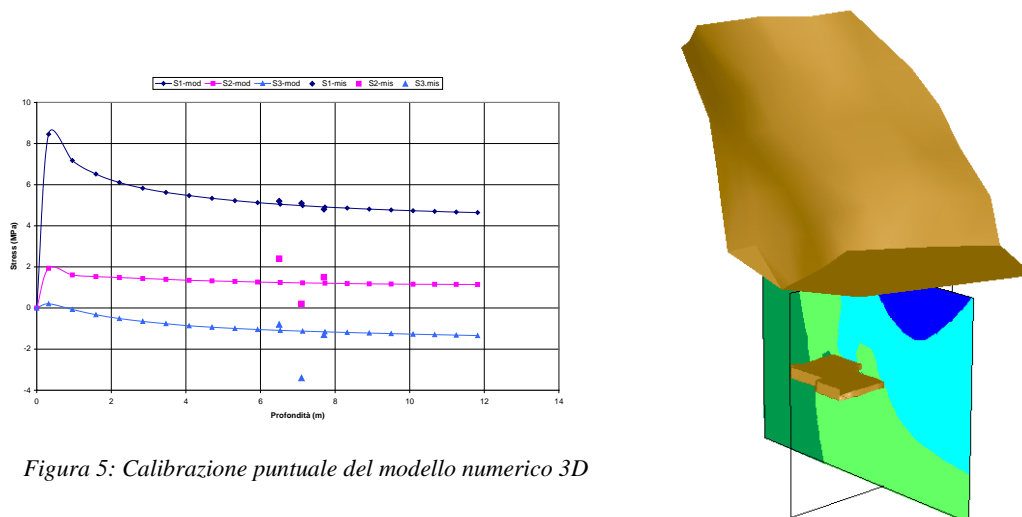 S1-mod S2-mod S3-mod S1-mis S2-mis S3.mis
10
8
6
4
2
0
-2
-4
Stress (MPa)
0 2 4 6 8 10 12 14
Profondità (m)
Figura 5: Calibrazione puntuale del modello numerico 3D